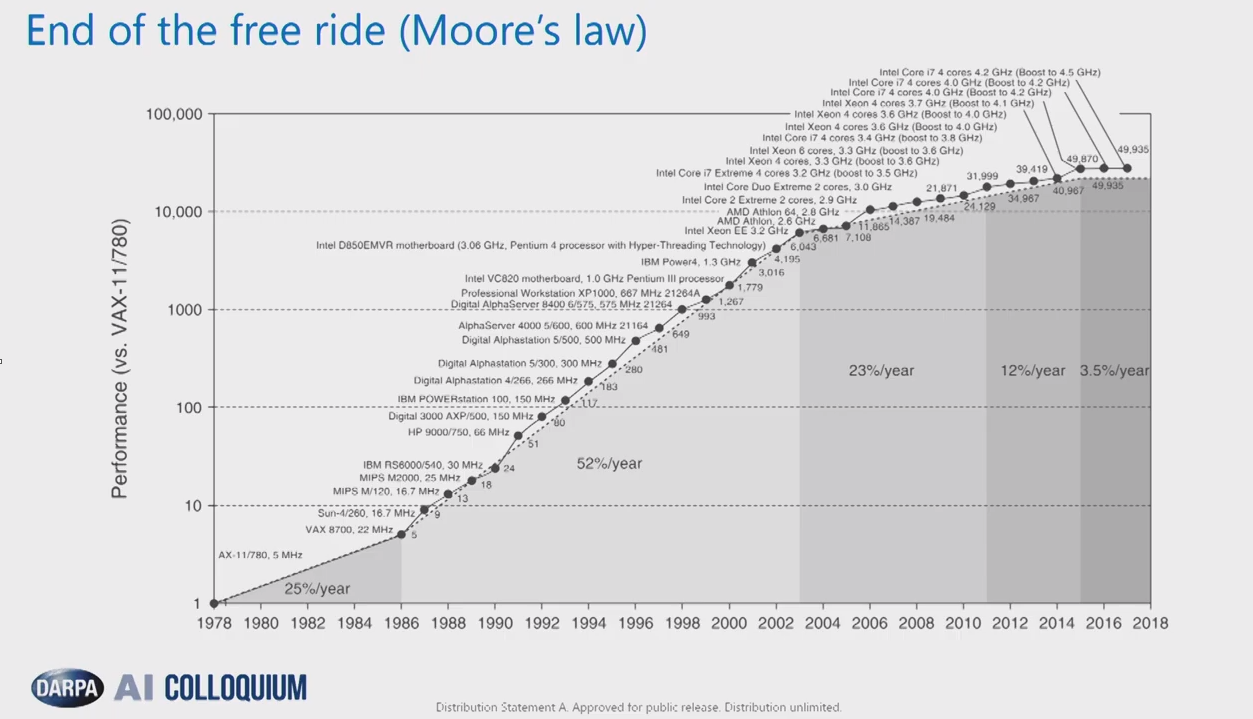 End of the free ride (Moore's law)
Intel Core i7 4 cores 4.2 GHz (Boost to 4.5 GHz)
Intel Core i7 4 cores 4.0 GHz (Boost to 4.2 GHz)
Intel Core i7 4 cores 4.0 GHz (Boost to 4.2 GHz)
Intel Xeon 4 cores 3.7 GHz (Boost to 4.1 GHz)
Intel Xeon 4 cores 3.6 GHz (Boost to 4.0 GHz)
Intel Xeon 4 cores 3.6 GHz (Boost to 4.0 GHz)
Intel Core i7 4 cores 3.4 GHz (boost to 3.8 GHz)
Intel Xeon 6 cores, 3.3 GHz (boost to 3.6 GHz)
Intel Xeon 4 cores, 3.3 GHz (boost to 3.6 GHz)
Intel Core i7 Extreme 4 cores 3.2 GHz (boost to 3.5 GHz)
Intel Core Duo Extreme 2 cores, 3.0 GHz
Intel Core 2 Extreme 2 cores, 2.9 GHz
AMD Athlon 64, 2.8 GHz
AMD Athlon, 2.6 GHz
Intel Xeon EE 3.2 GHz
Intel D850EMVR motherboard (3.06 GHz, Pentium 4 processor with Hyper-Threading Technology)
IBM Power4, 1.3 GHz
Intel VC820 motherboard, 1.0 GHz Pentium III processor
Professional Workstation XP1000, 667 MHz 21264A
Digital AlphaServer 8400 6/575, 575 MHz 21264
AlphaServer 4000 5/600, 600 MHz 21164
Digital Alphastation 5/500, 500 MHz
Digital Alphastation 5/300, 300 MHz
Digital Alphastation 4/266, 266 MHz
IBM POWERstation 100, 150 MHz
Digital 3000 AXP/500, 150 MHz
HP 9000/750, 66 MHz
IBM RS6000/540, 30 MHz
MIPS M2000, 25 MHz
MIPS M/120, 16.7 MHz
Sun-4/260, 16.7 MHz
VAX 8700, 22 MHz
AX-11/780, 5 MHz
5
9
13
18
24
51
80
117
183
280
481
649
993
1,267
1,779
3,016
4,195
6,043
6,681
7,108
11,865
14,387
19,484
21,871
24,129
31,999
34,967
39,419
40,967
49,870
49,935
49,935
25%/year
52%/year
23%/year
12%/year
3.5%/year
Performance (vs. VAX-11/780)
100,000
10,000
1000
100
10
1
1978 1980 1982 1984 1986 1988 1990 1992 1994 1996 1998 2000 2002 2004 2006 2008 2010 2012 2014 2016 2018
DARPA AI COLLOQUIUM
Distribution Statement A. Approved for public release. Distribution unlimited.